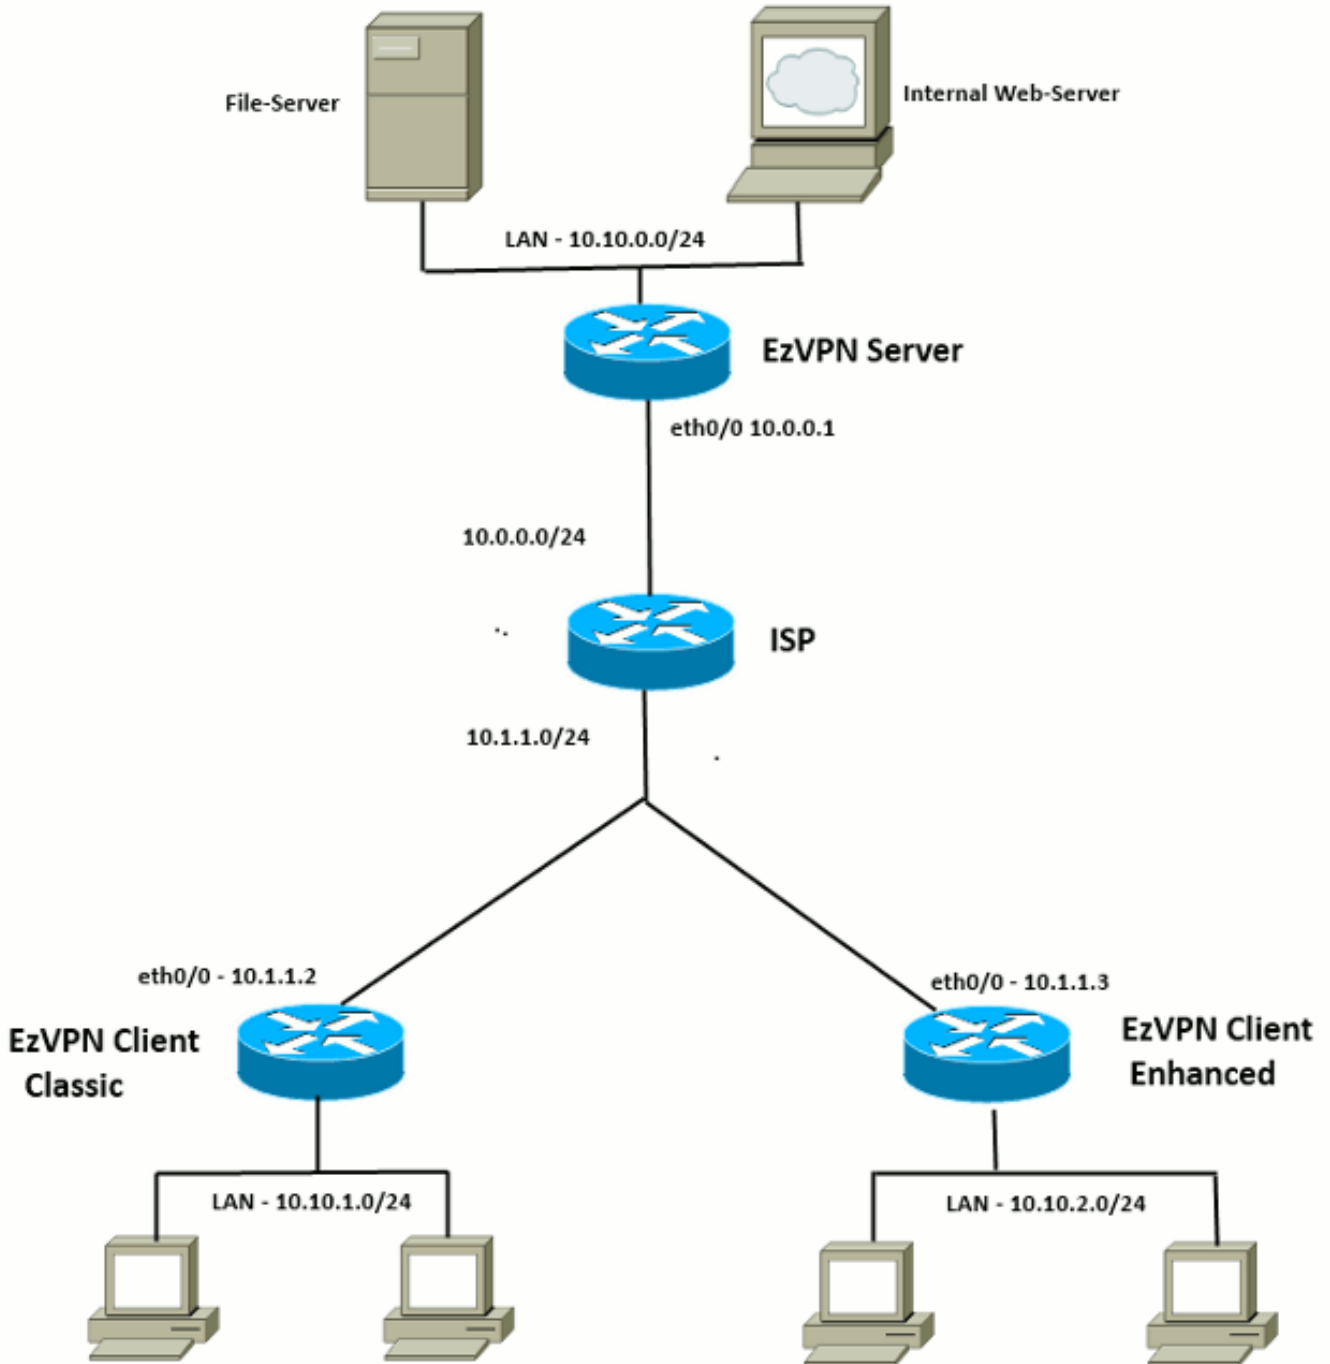 File-Server
Internal Web-Server
LAN - 10.10.0.0/24
EzVPN Server
eth0/0 10.0.0.1
10.0.0.0/24
ISP
10.1.1.0/24
eth0/0 - 10.1.1.2
eth0/0 - 10.1.1.3
EzVPN Client
Classic
EzVPN Client
Enhanced
LAN - 10.10.1.0/24
LAN - 10.10.2.0/24